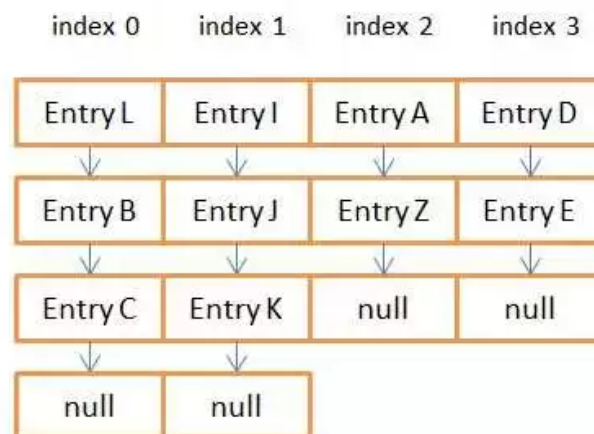 index 0 index 1 index 2 index 3
Entry L Entry I Entry A Entry D
Entry B Entry J Entry Z Entry E
Entry C Entry K null null
null null